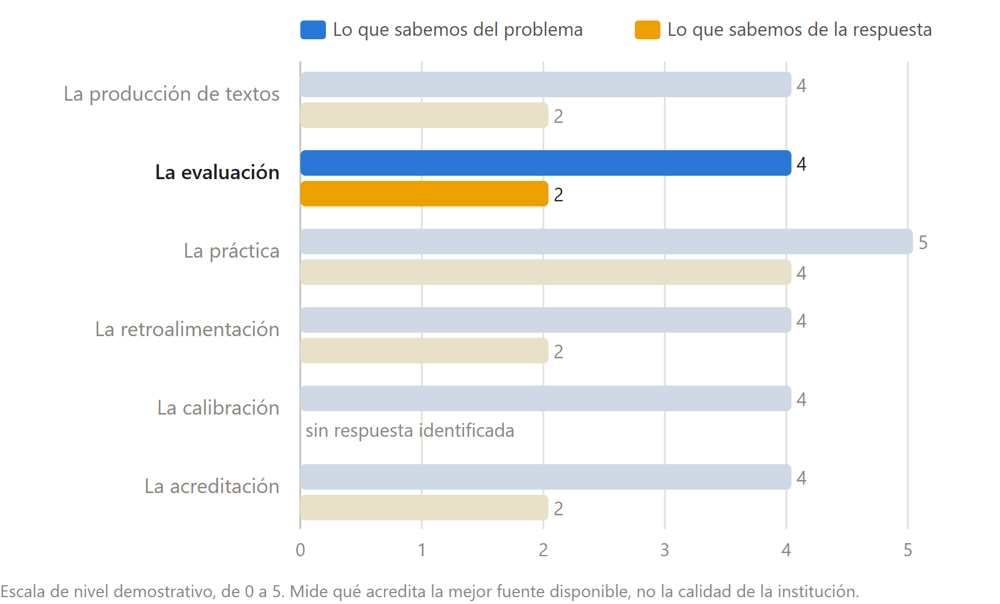 Lo que sabemos del problema
Lo que sabemos de la respuesta
La producción de textos
4
2
La evaluación
4
2
La práctica
5
4
La retroalimentación
4
2
La calibración
4
sin respuesta identificada
La acreditación
4
2
0 1 2 3 4 5
Escala de nivel demostrativo, de 0 a 5. Mide qué acredita la mejor fuente disponible, no la calidad de la institución.